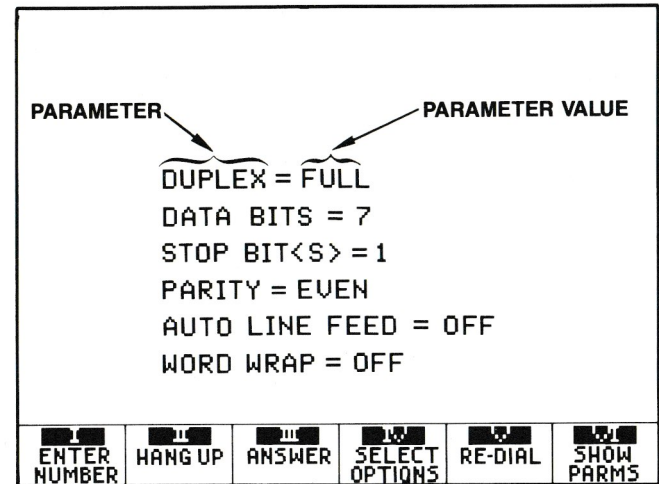 PARAMETER
PARAMETER VALUE
DUPLEX = FULL
DATA BITS = 7
STOP BIT<S> = 1
PARITY = EVEN
AUTO LINE FEED = OFF
WORD WRAP = OFF
I II III IV V VI
ENTER NUMBER
HANG UP
ANSWER
SELECT OPTIONS
RE-DIAL
SHOW PARMS